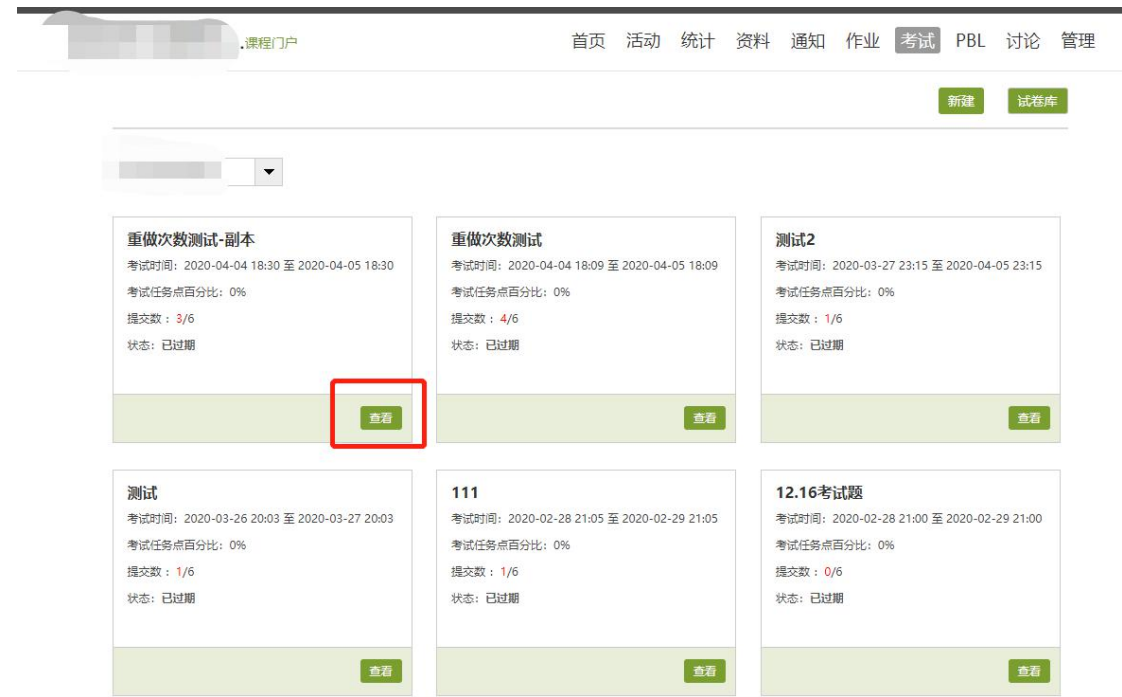 .课程门户
首页 活动 统计 资料 通知 作业 考试 PBL 讨论 管理
新建 试卷库
重做次数测试-副本
考试时间：2020-04-04 18:30 至 2020-04-05 18:30
考试任务点百分比：0%
提交数：3/6
状态：已过期
查看
重做次数测试
考试时间：2020-04-04 18:09 至 2020-04-05 18:09
考试任务点百分比：0%
提交数：4/6
状态：已过期
查看
测试2
考试时间：2020-03-27 23:15 至 2020-04-05 23:15
考试任务点百分比：0%
提交数：1/6
状态：已过期
查看
测试
考试时间：2020-03-26 20:03 至 2020-03-27 20:03
考试任务点百分比：0%
提交数：1/6
状态：已过期
查看
111
考试时间：2020-02-28 21:05 至 2020-02-29 21:05
考试任务点百分比：0%
提交数：1/6
状态：已过期
查看
12.16考试题
考试时间：2020-02-28 21:00 至 2020-02-29 21:00
考试任务点百分比：0%
提交数：0/6
状态：已过期
查看